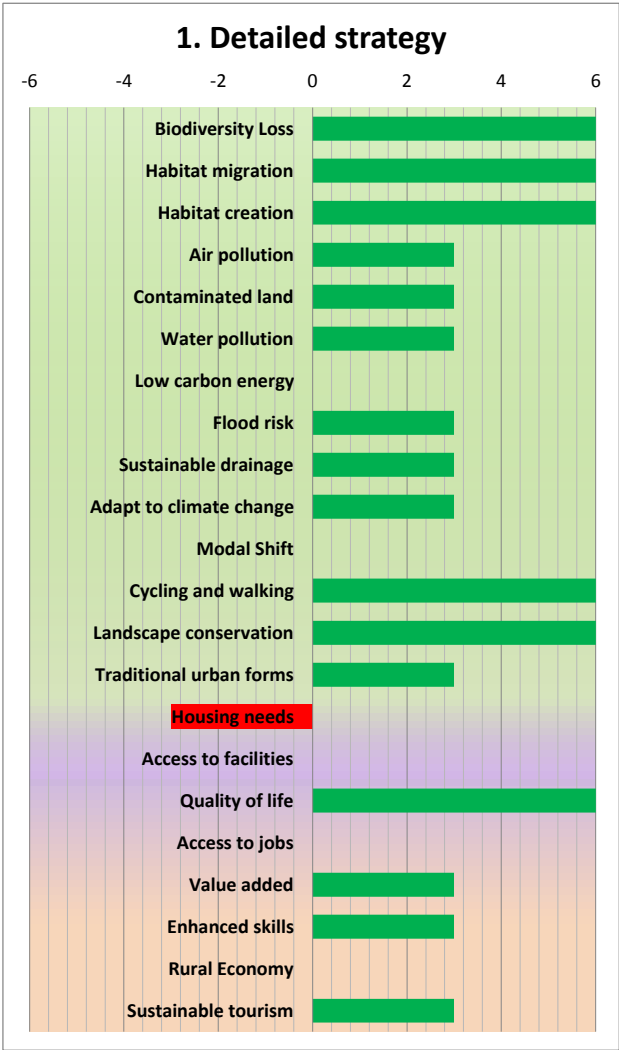 1. Detailed strategy
-6 -4 -2 0 2 4 6
Biodiversity Loss
Habitat migration
Habitat creation
Air pollution
Contaminated land
Water pollution
Low carbon energy
Flood risk
Sustainable drainage
Adapt to climate change
Modal Shift
Cycling and walking
Landscape conservation
Traditional urban forms
Housing needs
Access to facilities
Quality of life
Access to jobs
Value added
Enhanced skills
Rural Economy
Sustainable tourism